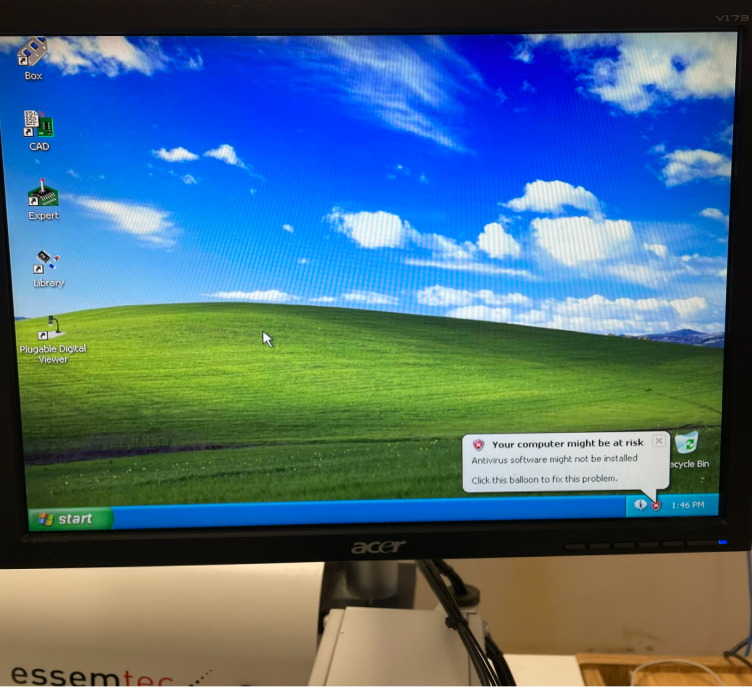 V173
Box
CAD
Expert
Library
Plugable Digital
Viewer
Your computer might be at risk
Antivirus software might not be installed
Click this balloon to fix this problem.
ecycle Bin
start
1:46 PM
acer
essemtec